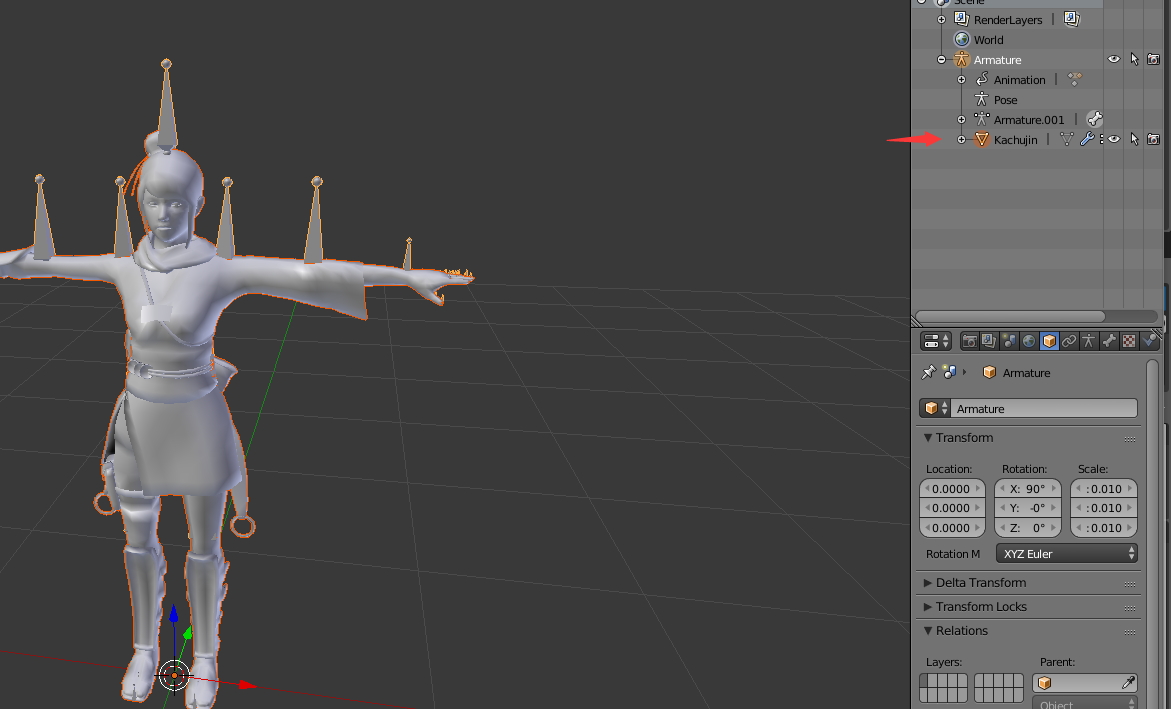 Scene
RenderLayers
World
Armature
Animation
Pose
Armature.001
Kachujin
Armature
Armature
Transform
Location: Rotation: Scale:
0.0000 X: 90° : 0.010
0.0000 Y: -0° : 0.010
0.0000 Z: 0° : 0.010
Rotation M XYZ Euler
Delta Transform
Transform Locks
Relations
Layers: Parent:
Object